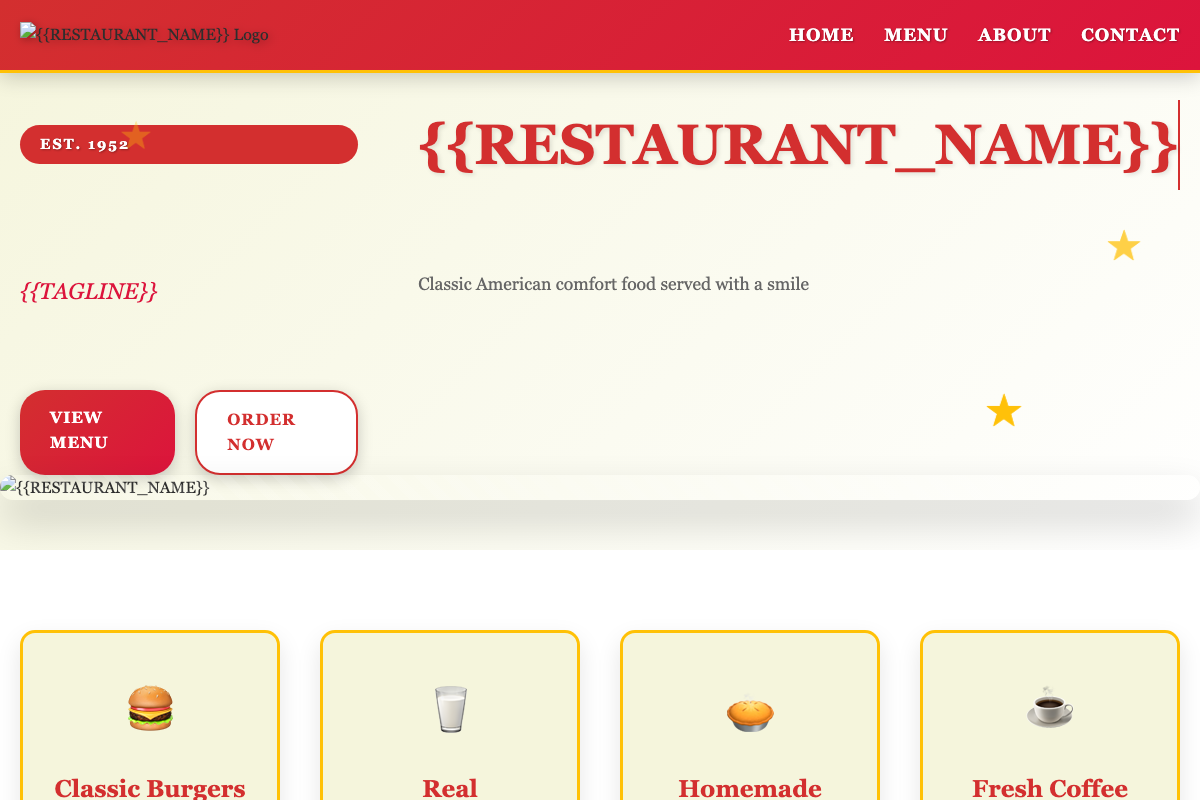 {{RESTAURANT_NAME}} Logo
HOME MENU ABOUT CONTACT
EST. 1952
{{RESTAURANT_NAME}}
{{TAGLINE}}
Classic American comfort food served with a smile
VIEW
MENU
ORDER
NOW
{{RESTAURANT_NAME}}
Classic Burgers
Real
Homemade
Fresh Coffee